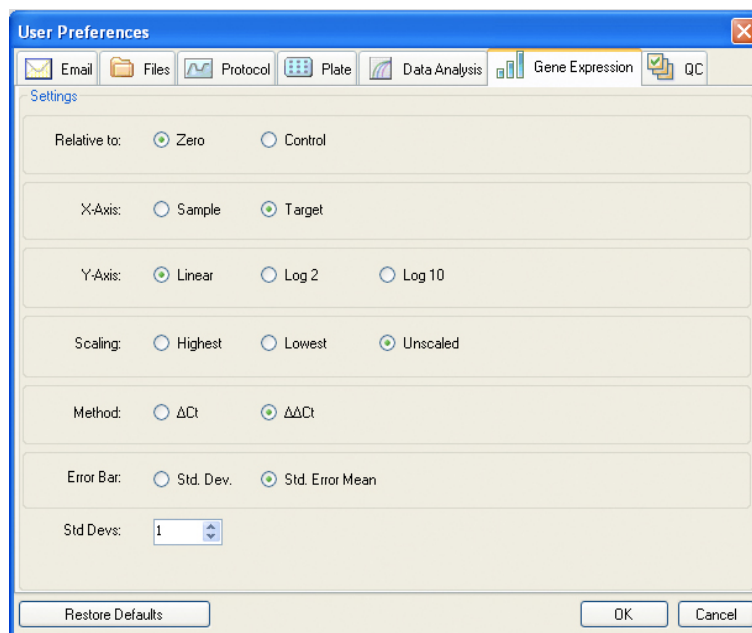 User Preferences
Email Files Protocol Plate Data Analysis Gene Expression QC
Settings
Relative to: Zero Control
X-Axis: Sample Target
Y-Axis: Linear Log 2 Log 10
Scaling: Highest Lowest Unscaled
Method: ΔCt ΔΔCt
Error Bar: Std. Dev. Std. Error Mean
Std Devs: 1
Restore Defaults OK Cancel